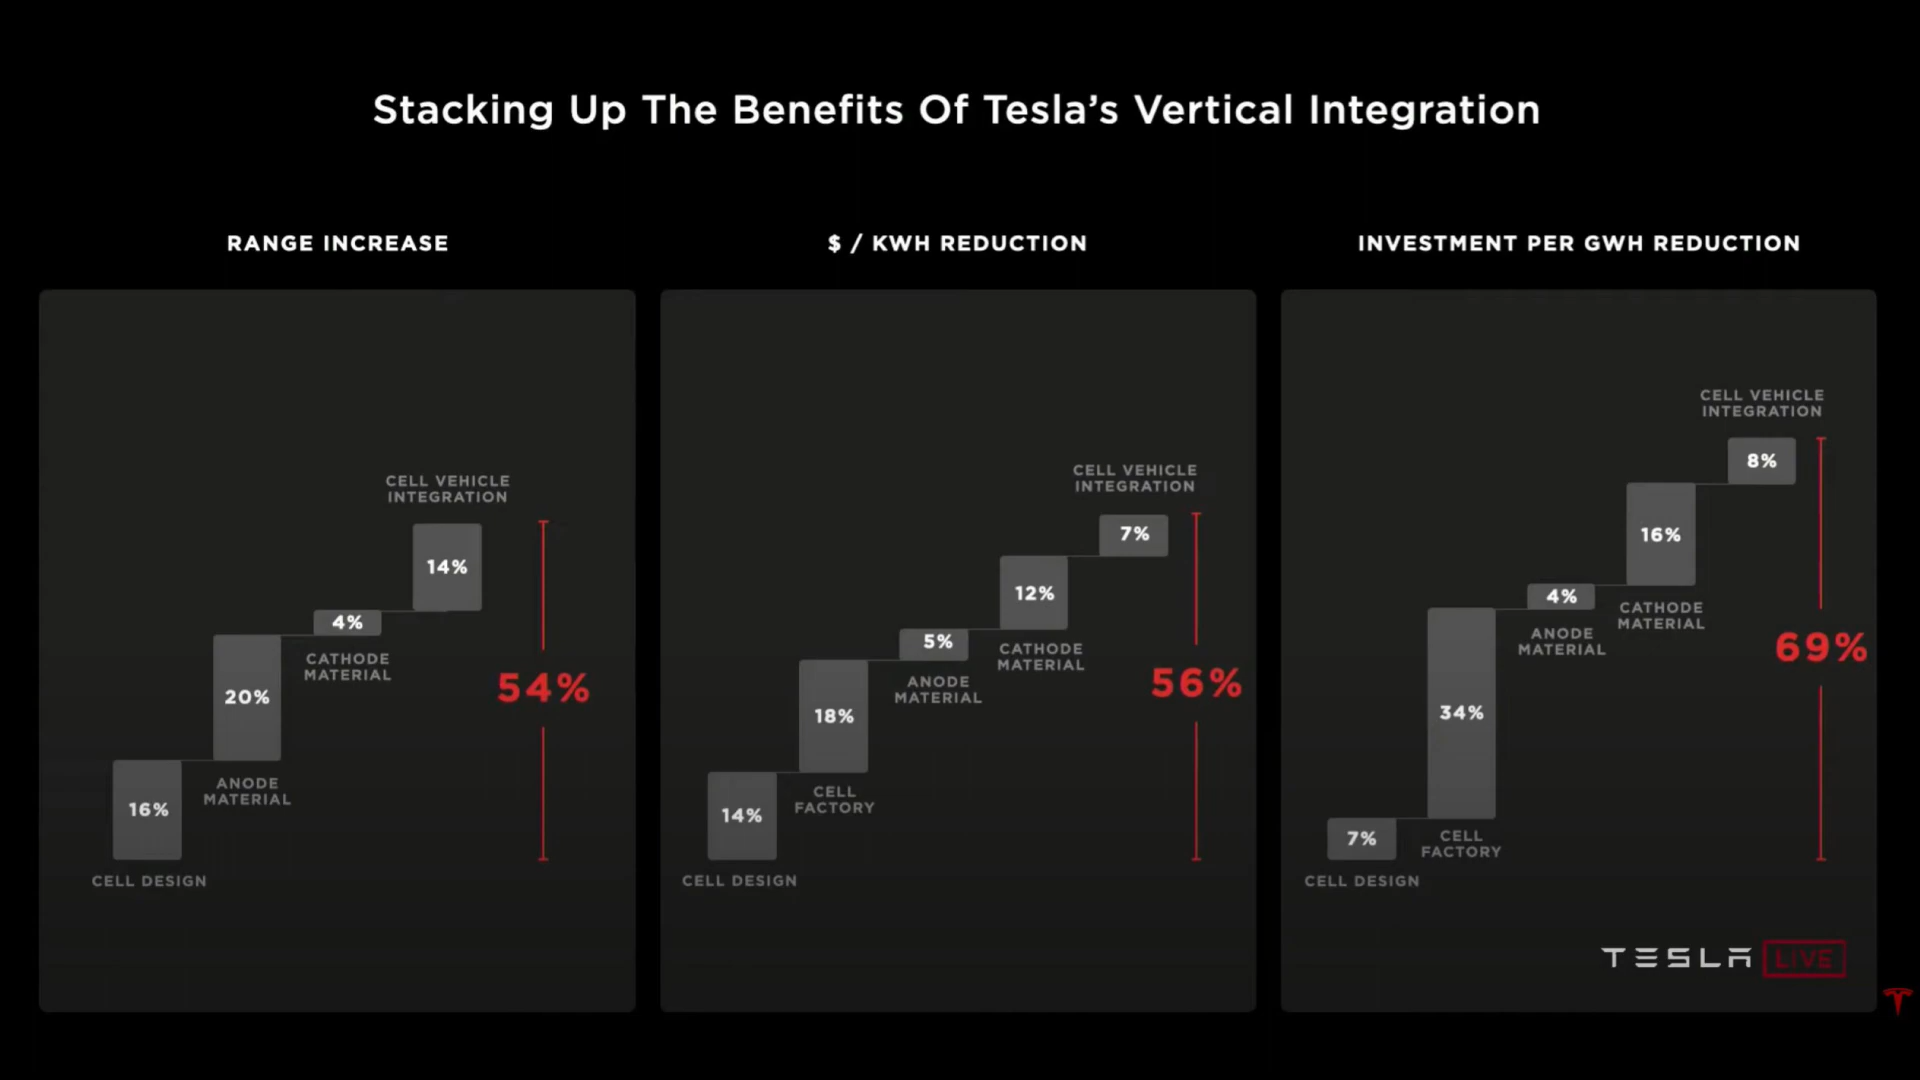 Stacking Up The Benefits Of Tesla's Vertical Integration
RANGE INCREASE
CELL VEHICLE
INTEGRATION
14%
4%
CATHODE
MATERIAL
20%
54%
ANODE
MATERIAL
16%
CELL DESIGN
$ / KWH REDUCTION
CELL VEHICLE
INTEGRATION
7%
12%
5%
CATHODE
MATERIAL
ANODE
MATERIAL
56%
18%
CELL
FACTORY
14%
CELL DESIGN
INVESTMENT PER GWH REDUCTION
CELL VEHICLE
INTEGRATION
8%
16%
4%
CATHODE
MATERIAL
ANODE
MATERIAL
69%
34%
7%
CELL
FACTORY
CELL DESIGN
TESLA LIVE